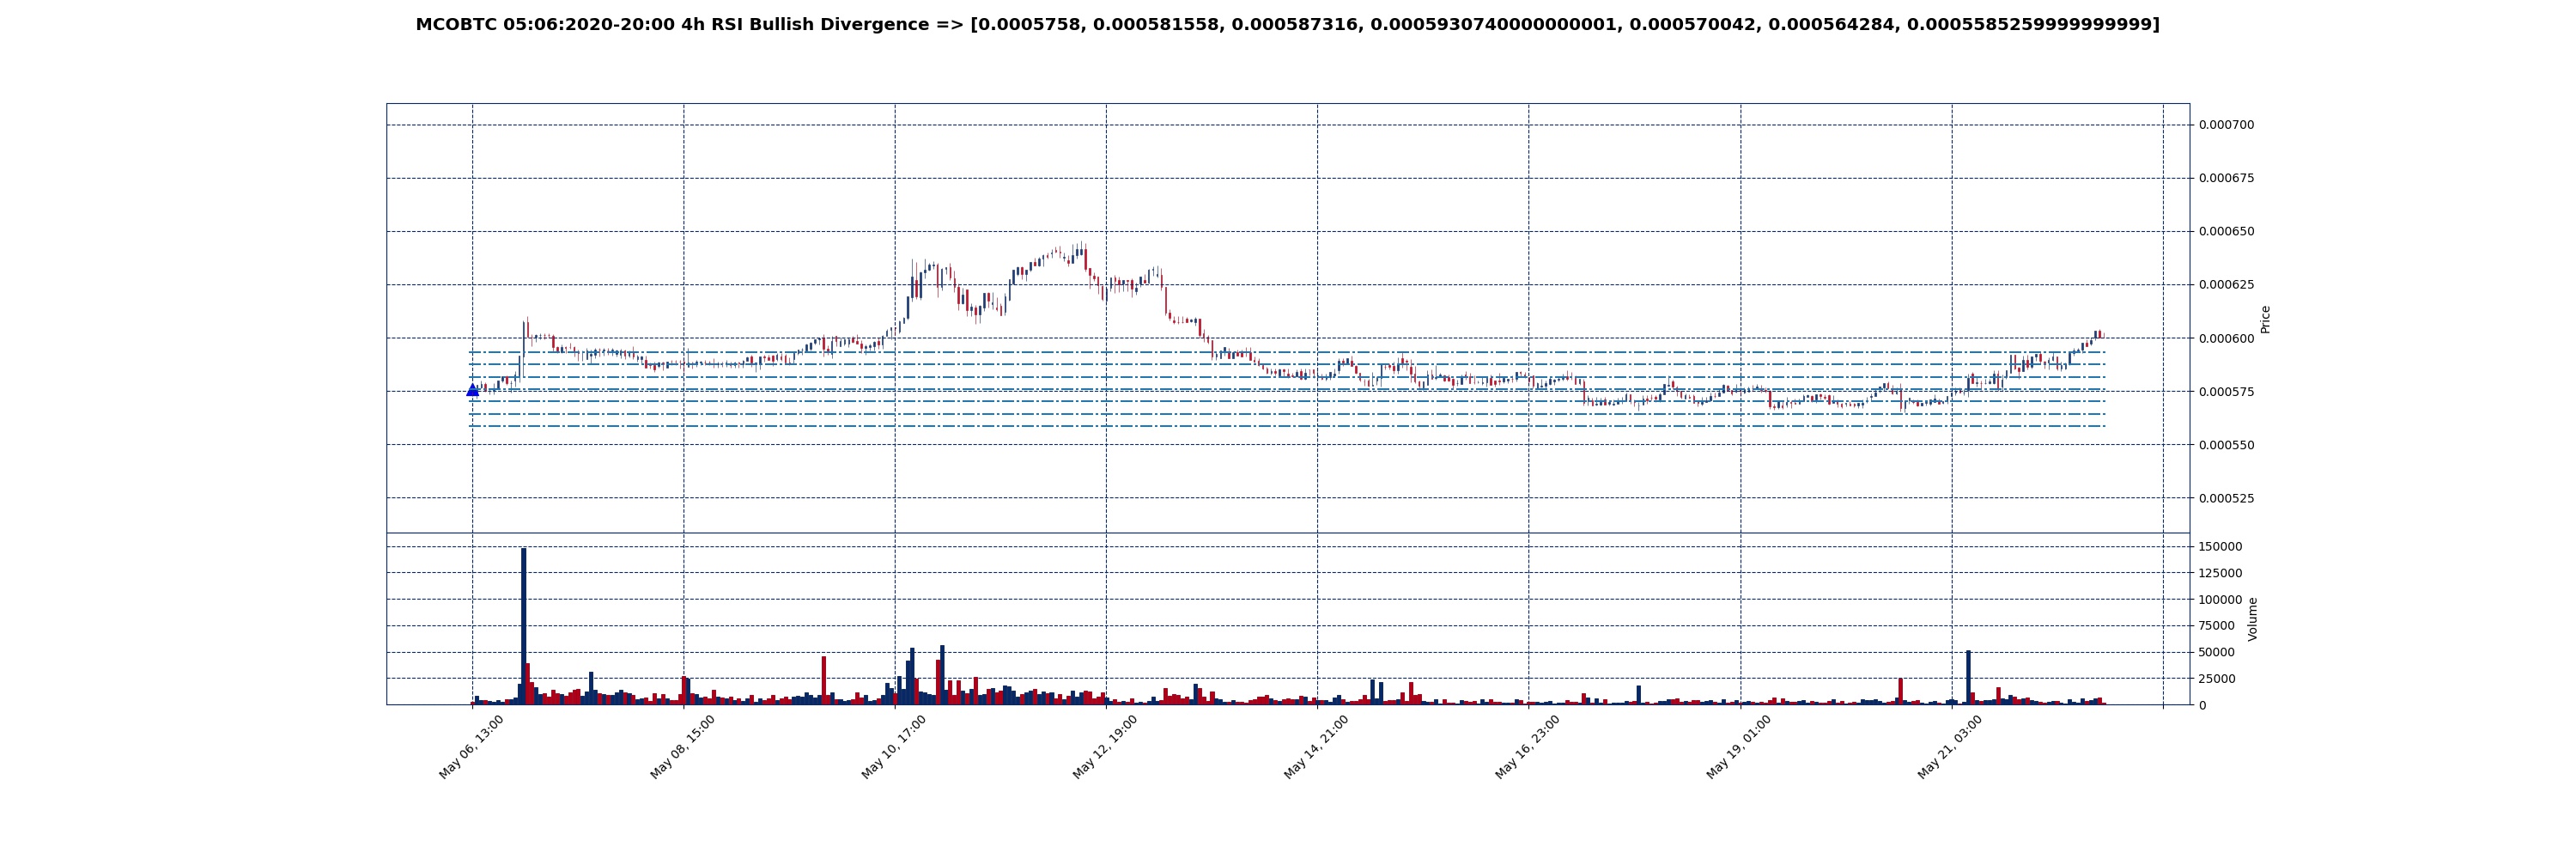 MCOBTC 05:06:2020-20:00 4h RSI Bullish Divergence => [0.0005758, 0.000581558, 0.000587316, 0.0005930740000000001, 0.000570042, 0.000564284, 0.0005585259999999999]
0.000700
0.000675
0.000650
0.000625
0.000600
0.000575
0.000550
0.000525
Price
150000
125000
100000
75000
50000
25000
0
Volume
May 06, 13:00
May 08, 15:00
May 10, 17:00
May 12, 19:00
May 14, 21:00
May 16, 23:00
May 19, 01:00
May 21, 03:00